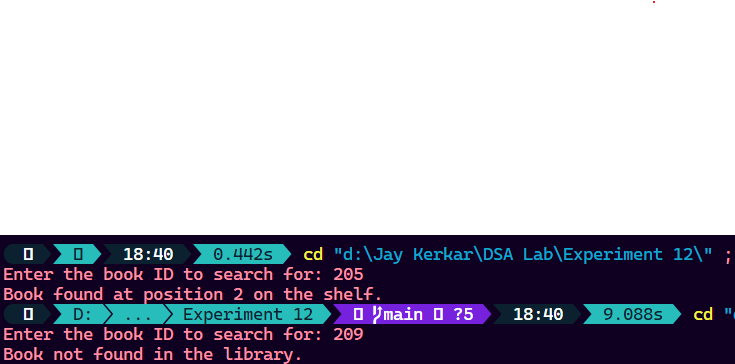 18:40 0.442s cd "d:\Jay Kerkar\DSA Lab\Experiment 12\" ;
Enter the book ID to search for: 205
Book found at position 2 on the shelf.
D: ... Experiment 12 main ?5 18:40 9.088s cd "
Enter the book ID to search for: 209
Book not found in the library.